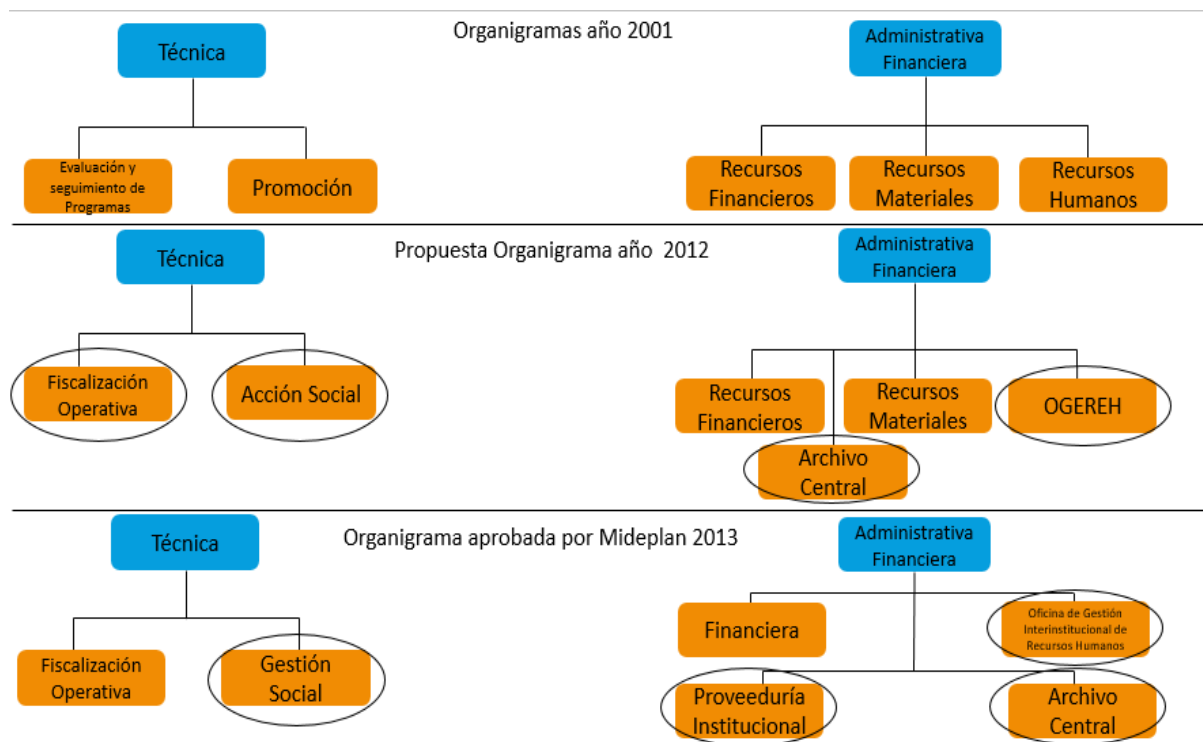 Organigramas año 2001
Técnica
Evaluación y
seguimiento de
Programas
Promoción
Administrativa
Financiera
Recursos
Financieros
Recursos
Materiales
Recursos
Humanos
Propuesta Organigrama año 2012
Técnica
Fiscalización
Operativa
Acción Social
Administrativa
Financiera
Recursos
Financieros
Recursos
Materiales
OGEREH
Archivo
Central
Organigrama aprobada por Mideplan 2013
Técnica
Fiscalización
Operativa
Gestión
Social
Administrativa
Financiera
Financiera
Oficina de Gestión
Interinstitucional de
Recursos Humanos
Proveeduría
Institucional
Archivo
Central